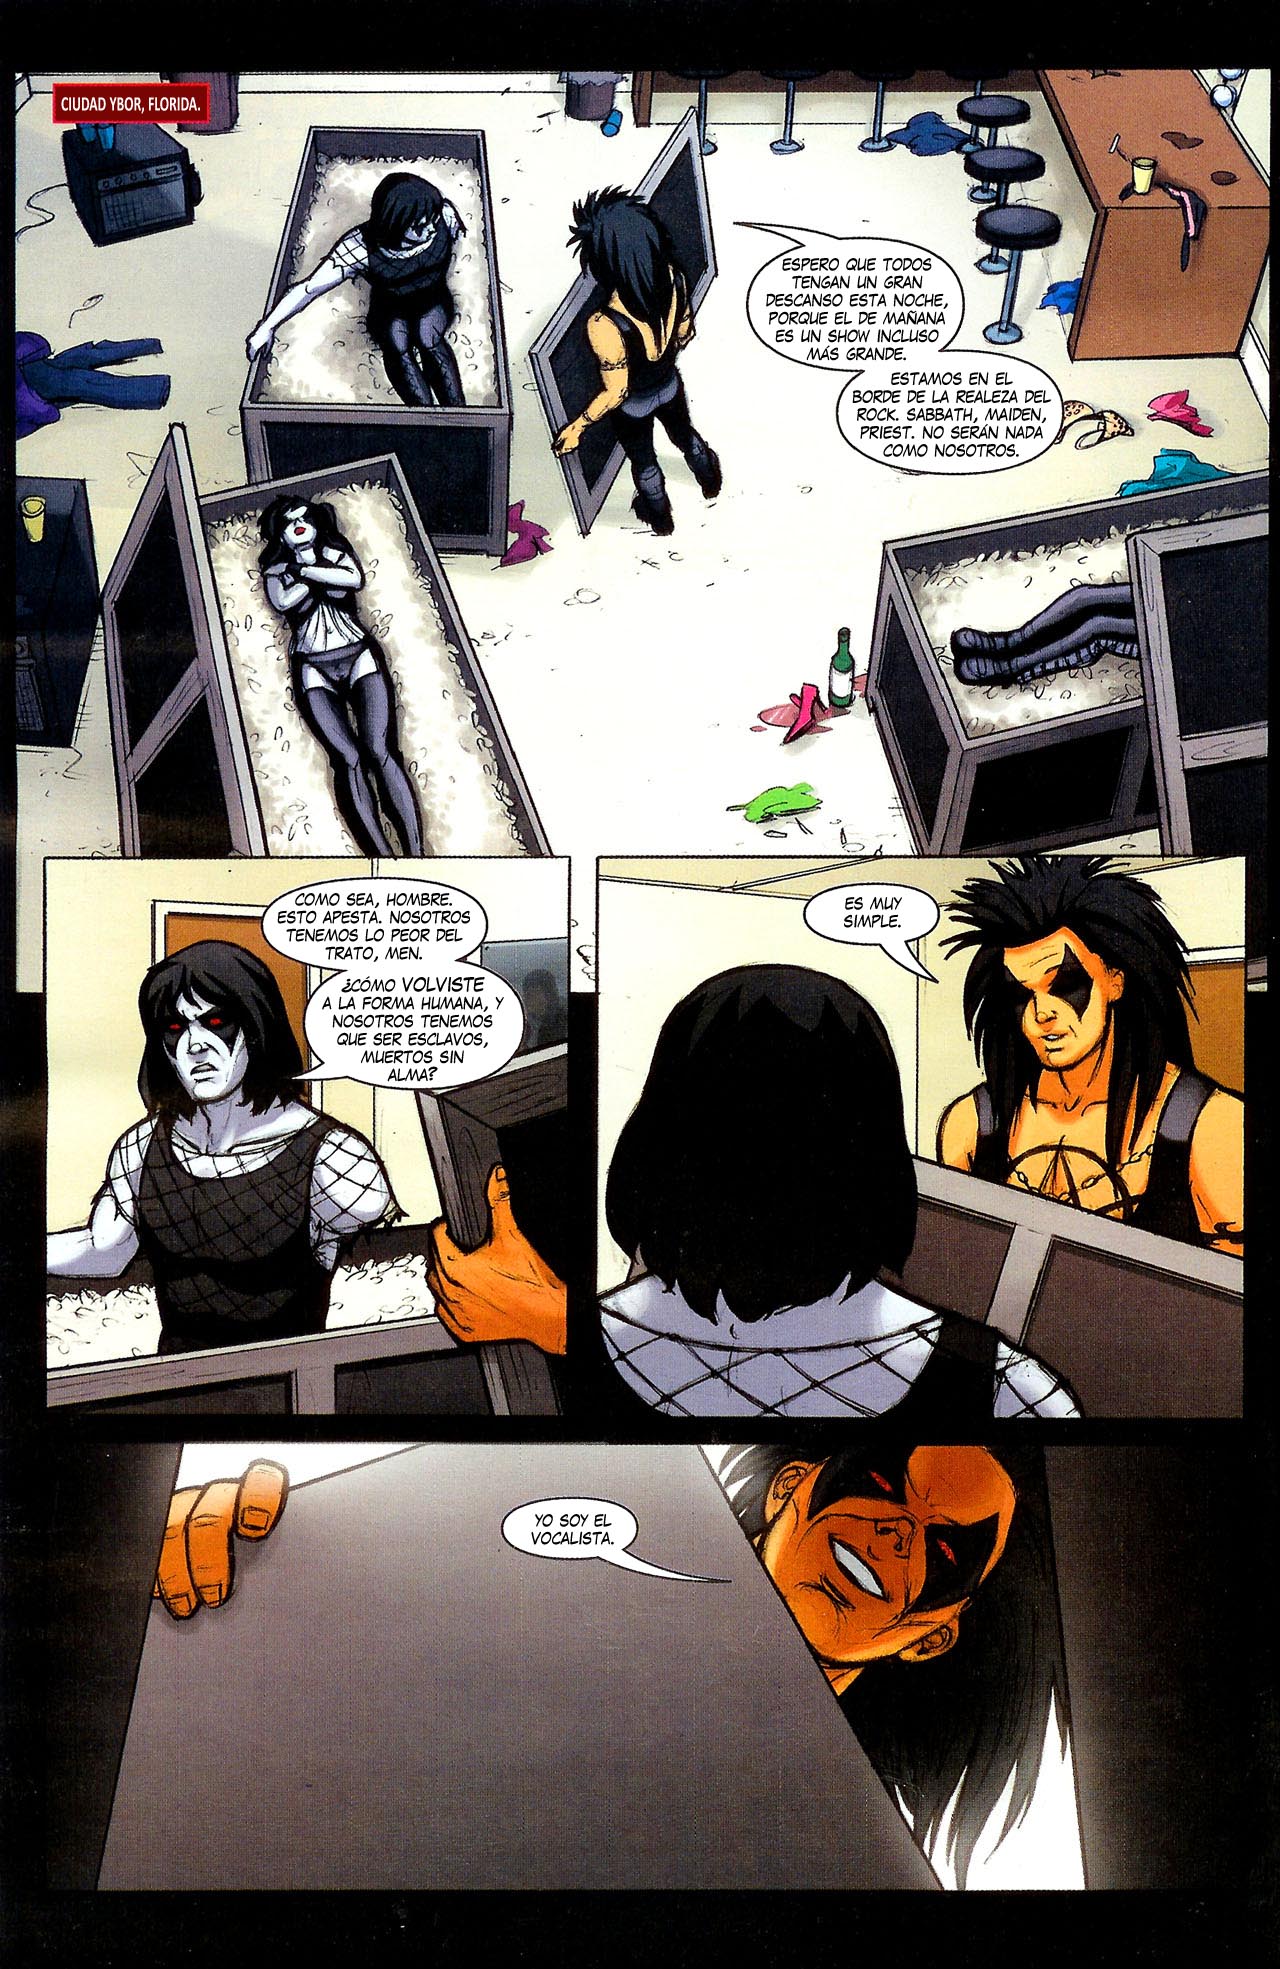 CIUDAD YBOR, FLORIDA.
ESPERO QUE TODOS
TENGAN UN GRAN
DESCANSO ESTA NOCHE,
PORQUE EL DE MAÑANA
ES UN SHOW INCLUSO
MÁS GRANDE.
ESTAMOS EN EL
BORDE DE LA REALEZA DEL
ROCK. SABBATH, MAIDEN,
PRIEST. NO SERÁN NADA
COMO NOSOTROS.
COMO SEA, HOMBRE.
ESTO APESTA. NOSOTROS
TENEMOS LO PEOR DEL
TRATO, MEN.
¿CÓMO VOLVISTE
A LA FORMA HUMANA, Y
NOSOTROS TENEMOS
QUE SER ESCLAVOS,
MUERTOS SIN
ALMA?
ES MUY
SIMPLE.
YO SOY EL
VOCALISTA.